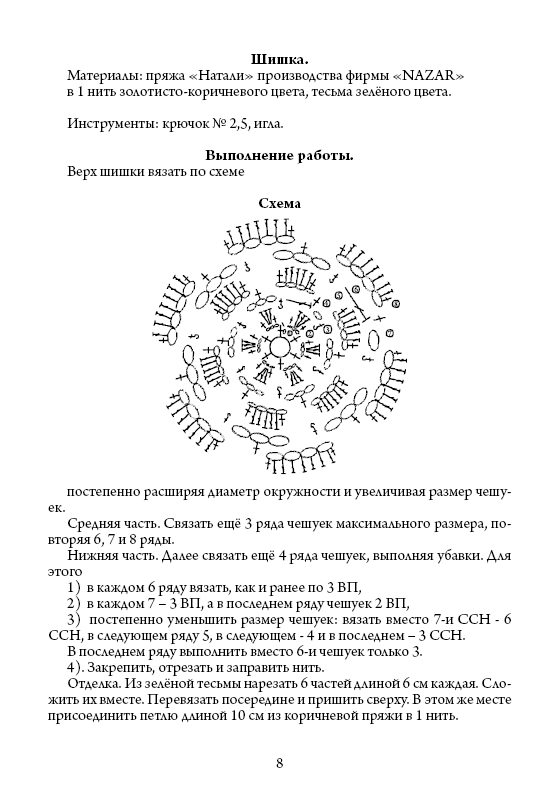 Шишка.
Материалы: пряжа «Натали» производства фирмы «NAZAR»
в 1 нить золотисто-коричневого цвета, тесьма зелёного цвета.
Инструменты: крючок № 2,5, игла.
Выполнение работы.
Верх шишки вязать по схеме
Схема
постепенно расширяя диаметр окружности и увеличивая размер чешу-
ек.
Средняя часть. Связать ещё 3 ряда чешуек максимального размера, по-
вторяя 6, 7 и 8 ряды.
Нижняя часть. Далее связать ещё 4 ряда чешуек, выполняя убавки. Для
этого
1) в каждом 6 ряду вязать, как и ранее по 3 ВП,
2) в каждом 7 – 3 ВП, а в последнем ряду чешуек 2 ВП,
3) постепенно уменьшить размер чешуек: вязать вместо 7-и ССН - 6
ССН, в следующем ряду 5, в следующем - 4 и в последнем – 3 ССН.
В последнем ряду выполнить вместо 6-и чешуек только 3.
4). Закрепить, отрезать и заправить нить.
Отделка. Из зелёной тесьмы нарезать 6 частей длиной 6 см каждая. Сло-
жить их вместе. Перевязать посередине и пришить сверху. В этом же месте
присоединить петлю длиной 10 см из коричневой пряжи в 1 нить.
8